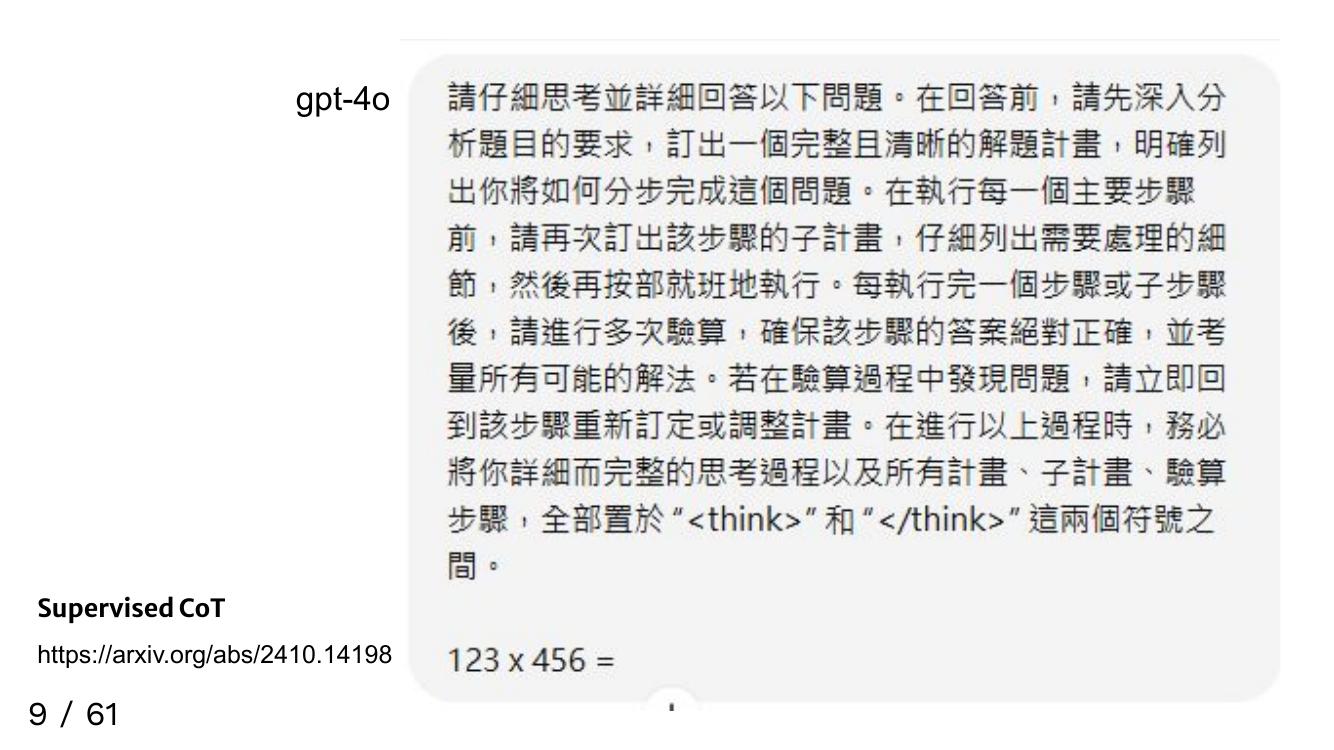 gpt-4o
請仔細思考並詳細回答以下問題。在回答前，請先深入分
析題目的要求，訂出一個完整且清晰的解題計畫，明確列
出你將如何分步完成這個問題。在執行每一個主要步驟
前，請再次訂出該步驟的子計畫，仔細列出需要處理的細
節，然後再按部就班地執行。每執行完一個步驟或子步驟
後，請進行多次驗算，確保該步驟的答案絕對正確，並考
量所有可能的解法。若在驗算過程中發現問題，請立即回
到該步驟重新訂定或調整計畫。在進行以上過程時，務必
將你詳細而完整的思考過程以及所有計畫、子計畫、驗算
步驟，全部置於 “<think>” 和 “</think>” 這兩個符號之
間。
123 x 456 =
Supervised CoT
https://arxiv.org/abs/2410.14198
9 / 61